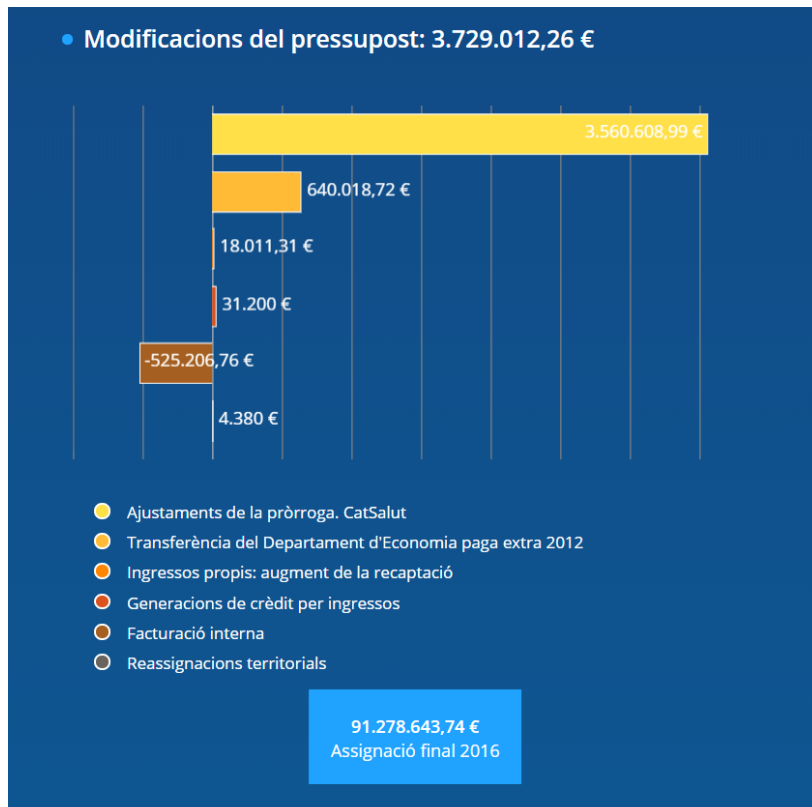 Modificacions del pressupost: 3.729.012,26 €
3.560.608,99 €
640.018,72 €
18.011,31 €
31.200 €
-525.206,76 €
4.380 €
Ajustaments de la pròrroga. CatSalut
Transferència del Departament d'Economia paga extra 2012
Ingressos propis: augment de la recaptació
Generacions de crèdit per ingressos
Facturació interna
Reassignacions territorials
91.278.643,74 €
Assignació final 2016